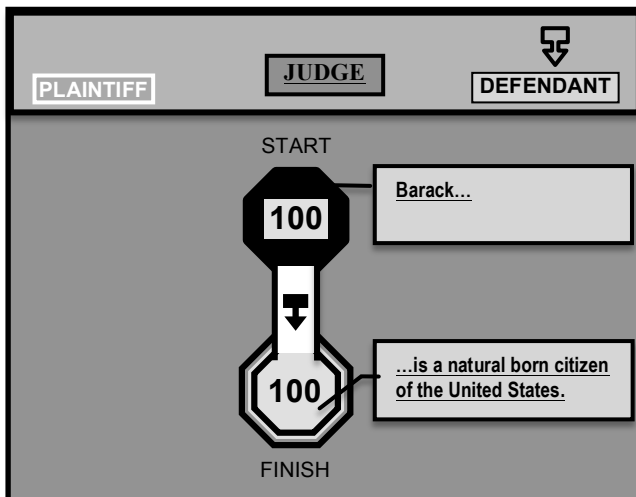 PLAINTIFF
JUDGE
DEFENDANT
START
100
Barack...
100
...is a natural born citizen
of the United States.
FINISH